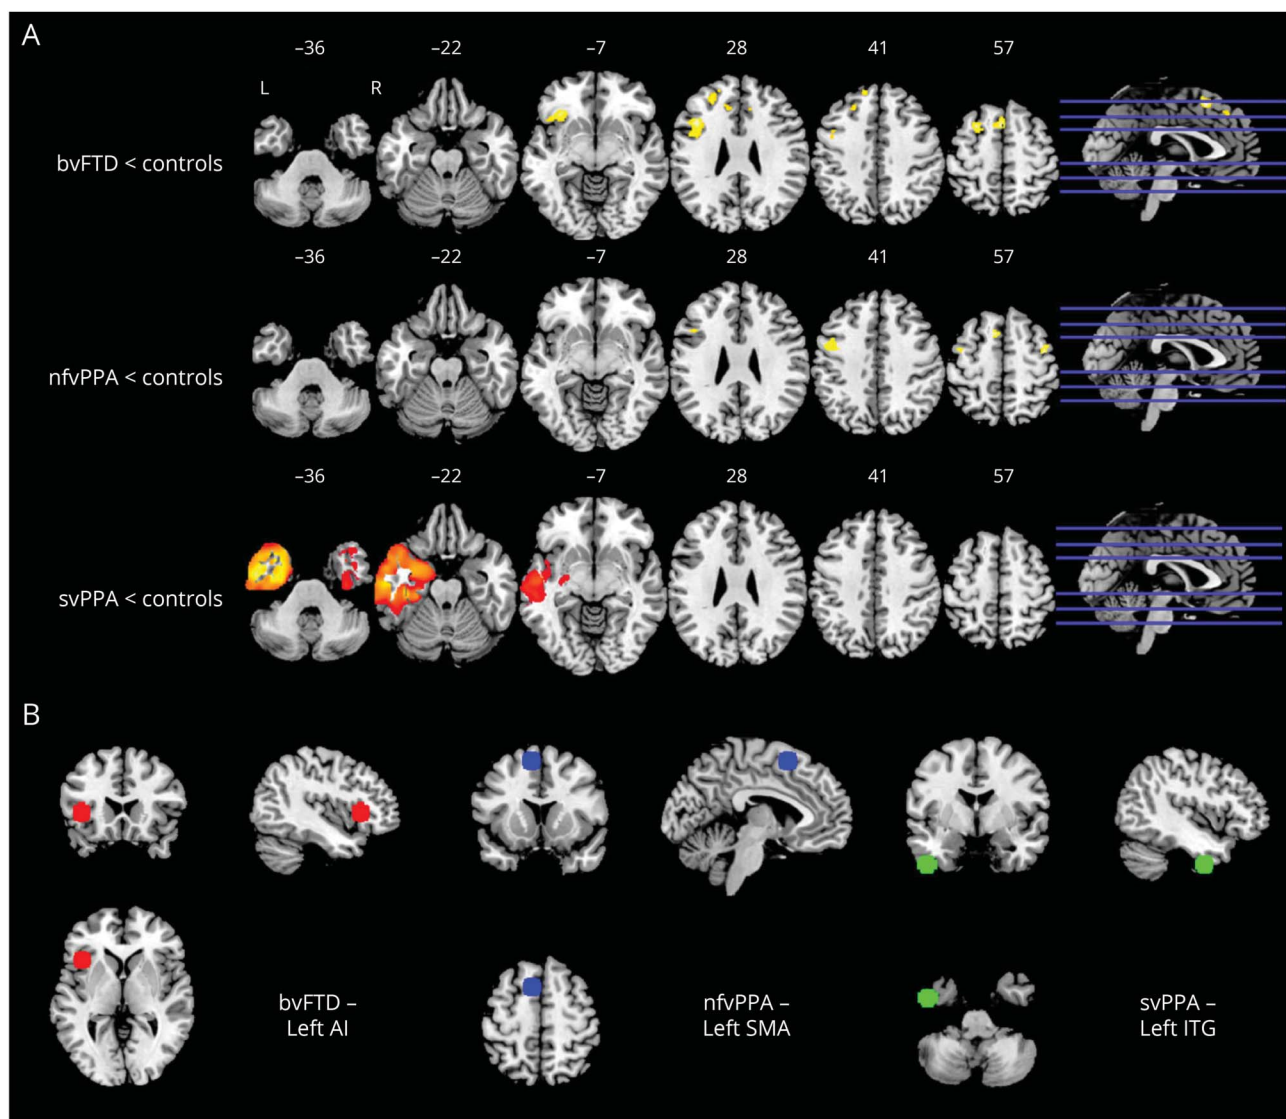 A
–36 –22 –7 28 41 57
L R
bvFTD < controls
–36 –22 –7 28 41 57
nfvPPA < controls
–36 –22 –7 28 41 57
svPPA < controls
B
bvFTD –
Left AI
nfvPPA –
Left SMA
svPPA –
Left ITG